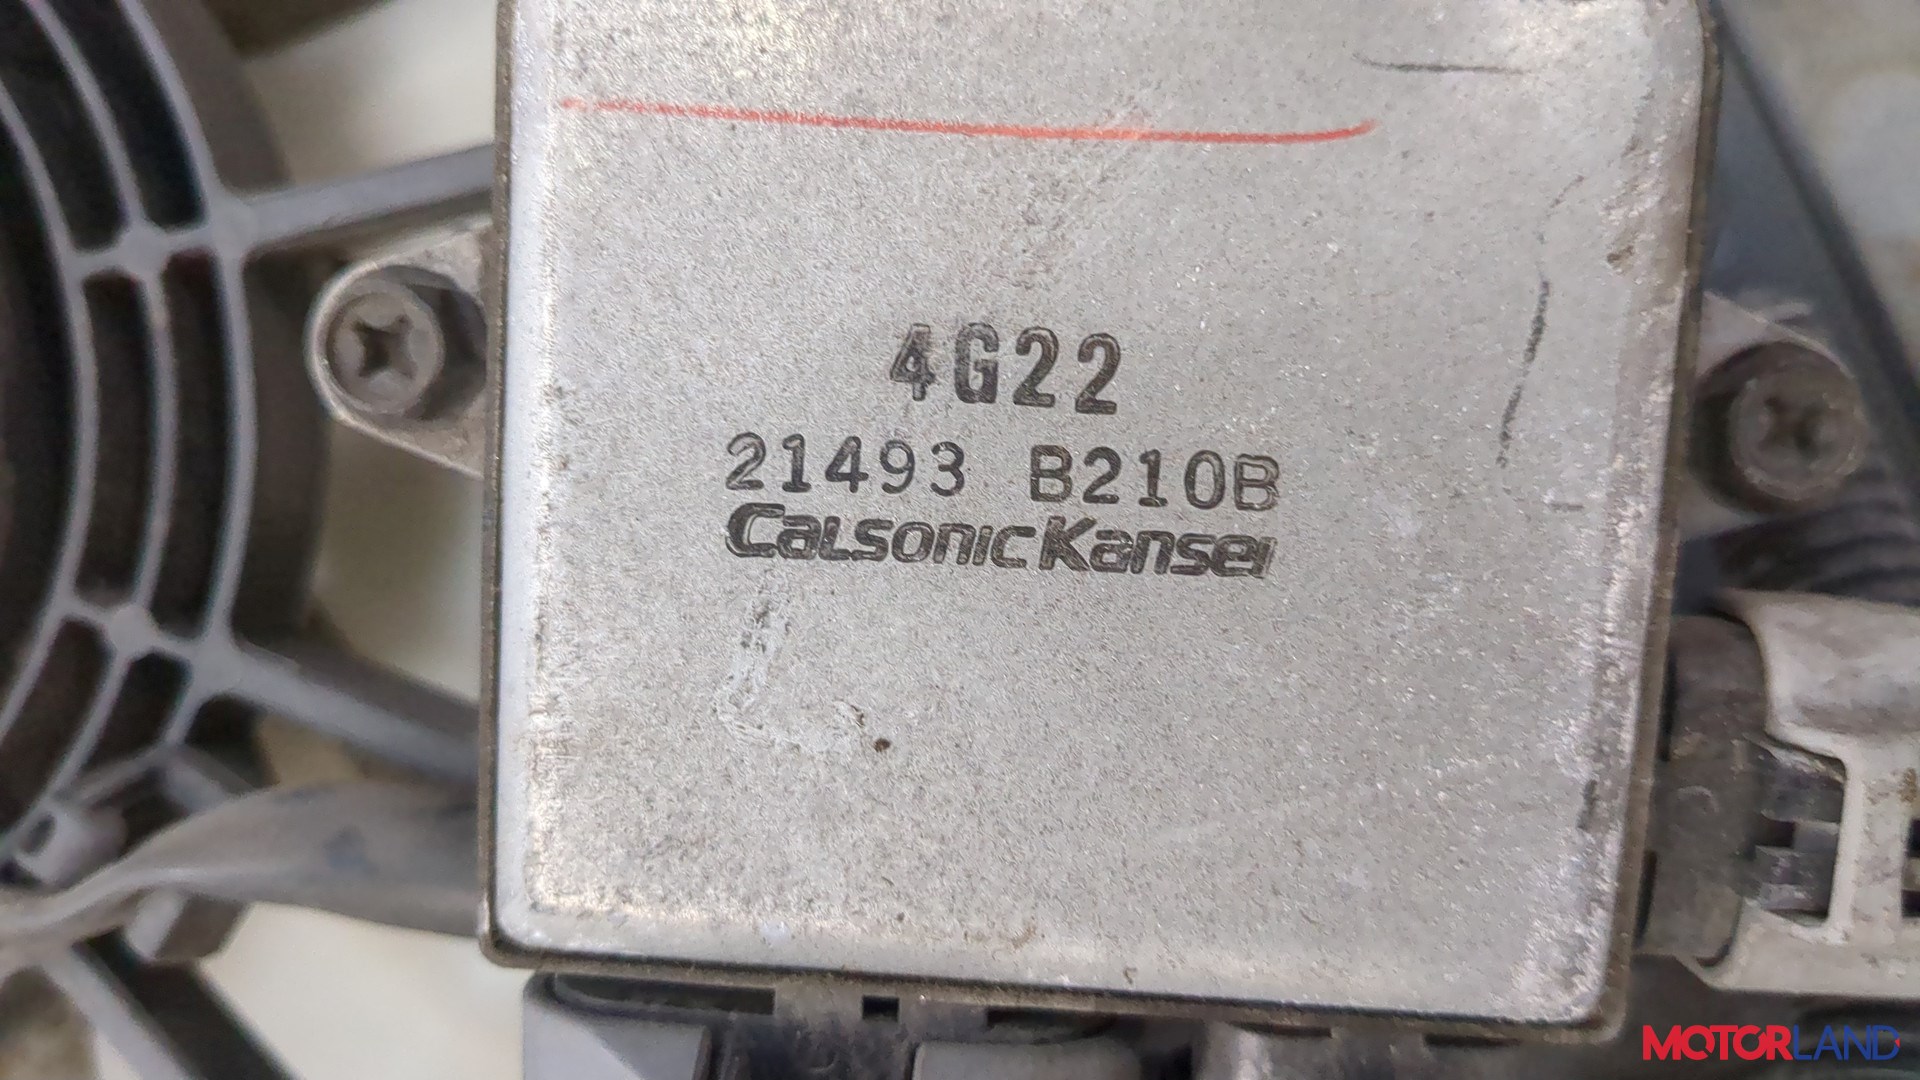 4G22
21493 B210B
CalsonicKansei
MOTORLAND